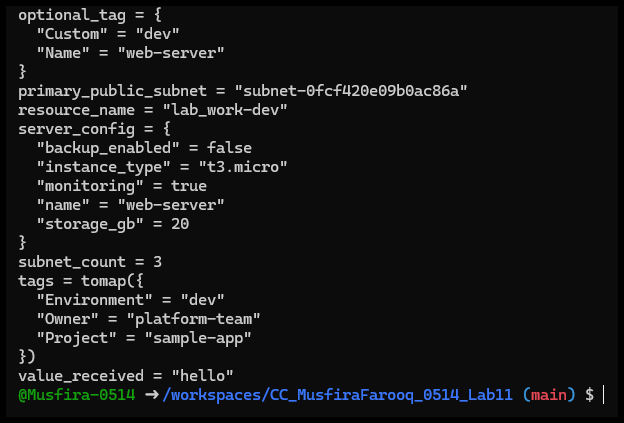 optional_tag = {
  "Custom" = "dev"
  "Name" = "web-server"
}
primary_public_subnet = "subnet-0fcf420e09b0ac86a"
resource_name = "lab_work-dev"
server_config = {
  "backup_enabled" = false
  "instance_type" = "t3.micro"
  "monitoring" = true
  "name" = "web-server"
  "storage_gb" = 20
}
subnet_count = 3
tags = tomap({
  "Environment" = "dev"
  "Owner" = "platform-team"
  "Project" = "sample-app"
})
value_received = "hello"
@Musfira-0514 ➜ /workspaces/CC_MusfiraFarooq_0514_Lab11 (main) $